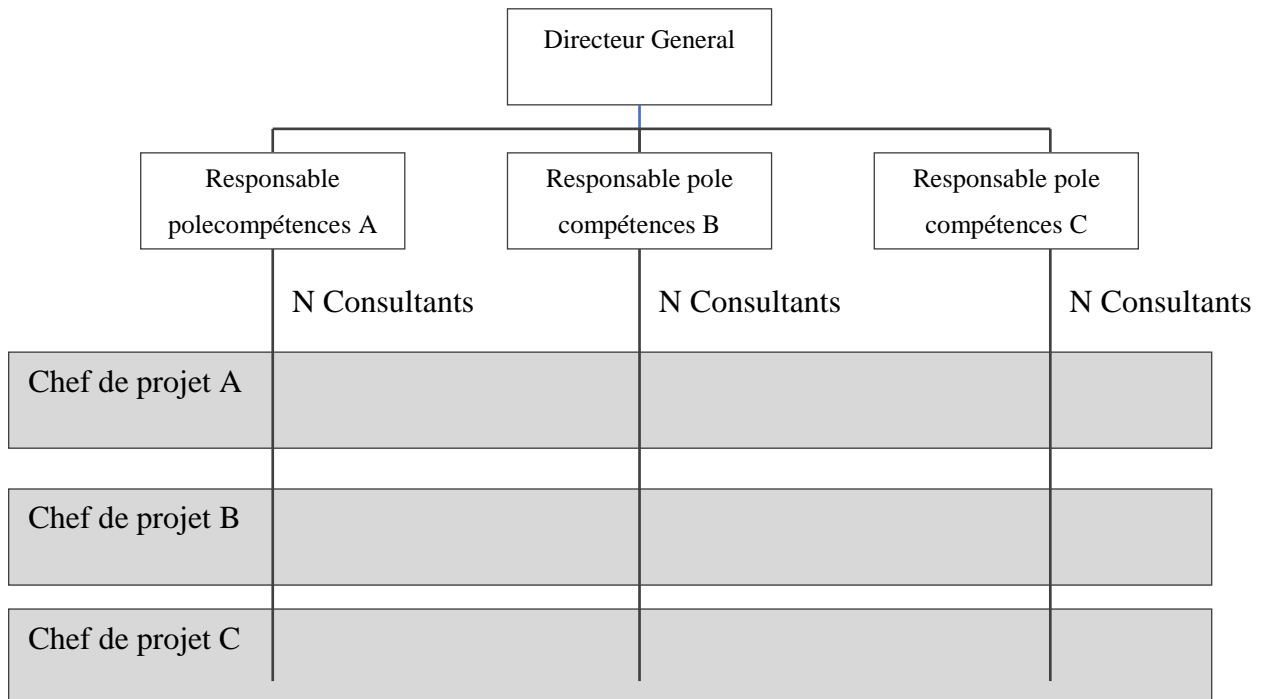 Directeur General
Responsable
polecompétences A
Responsable pole
compétences B
Responsable pole
compétences C
N Consultants
N Consultants
N Consultants
Chef de projet A
Chef de projet B
Chef de projet C